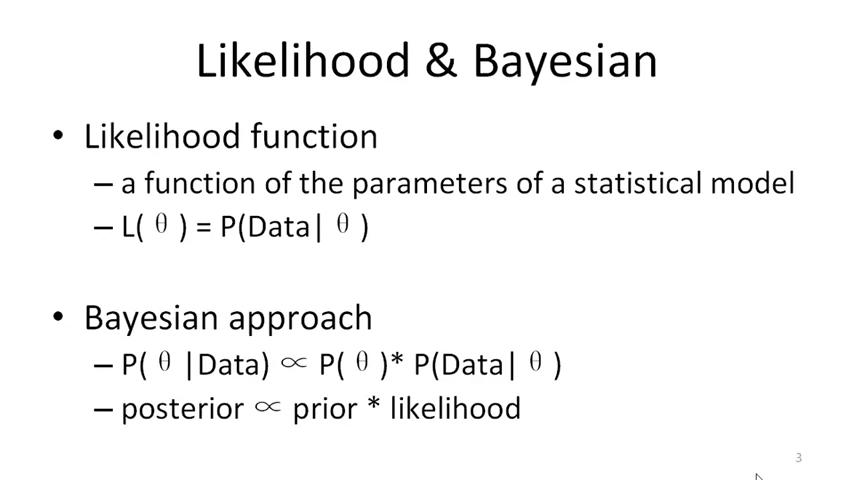 Likelihood & Bayesian
• Likelihood function
– a function of the parameters of a statistical model
– L( θ ) = P(Data| θ )
• Bayesian approach
– P( θ |Data) ∝ P( θ )* P(Data| θ )
– posterior ∝ prior * likelihood
3